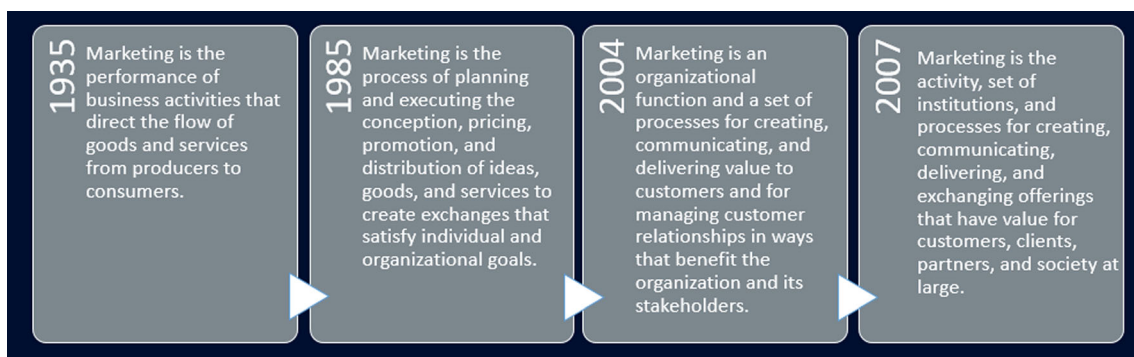 1935
Marketing is the
performance of
business activities that
direct the flow of
goods and services
from producers to
consumers.
1985
Marketing is the
process of planning
and executing the
conception, pricing,
promotion, and
distribution of ideas,
goods, and services to
create exchanges that
satisfy individual and
organizational goals.
2004
Marketing is an
organizational
function and a set of
processes for creating,
communicating, and
delivering value to
customers and for
managing customer
relationships in ways
that benefit the
organization and its
stakeholders.
2007
Marketing is the
activity, set of
institutions, and
processes for creating,
communicating,
delivering, and
exchanging offerings
that have value for
customers, clients,
partners, and society at
large.